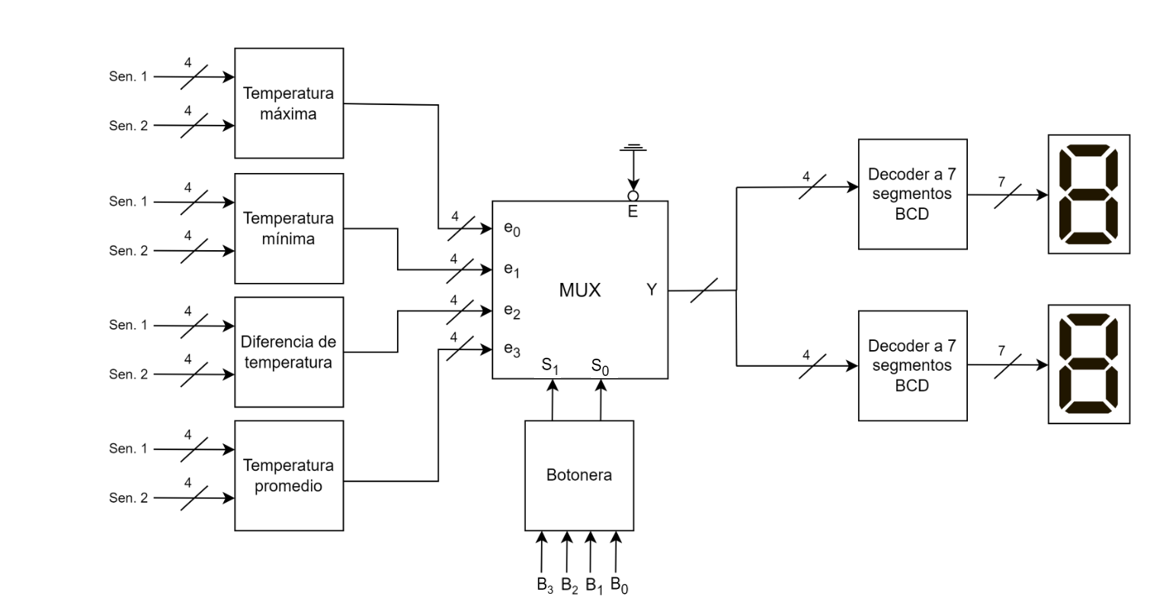 Sen. 1
4
Sen. 2
4
Temperatura
máxima
Sen. 1
4
Sen. 2
4
Temperatura
mínima
Sen. 1
4
Sen. 2
4
Diferencia de
temperatura
Sen. 1
4
Sen. 2
4
Temperatura
promedio
4
e0
4
e1
4
e2
4
e3
E
MUX
Y
S1
S0
Botonera
B3
B2
B1
B0
4
Decoder a 7
segmentos
BCD
7
8
4
Decoder a 7
segmentos
BCD
7
8